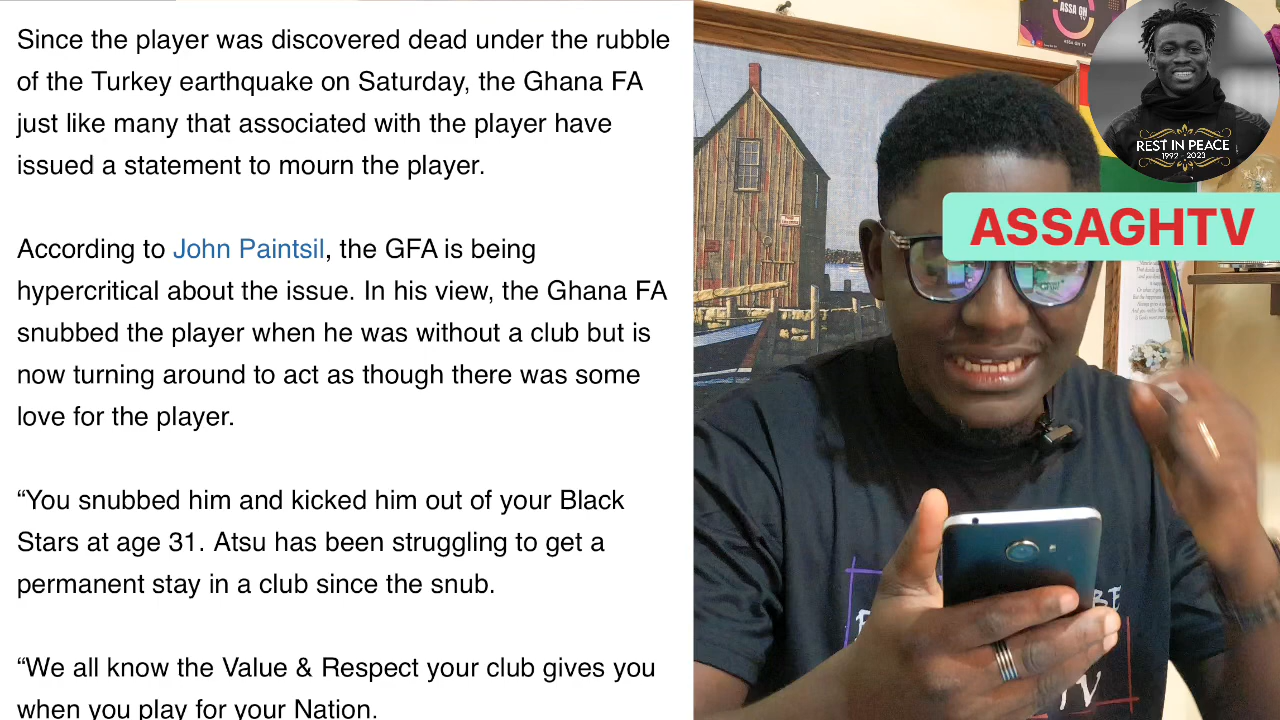 Since the player was discovered dead under the rubble
of the Turkey earthquake on Saturday, the Ghana FA
just like many that associated with the player have
issued a statement to mourn the player.
According to John Paintsil, the GFA is being
hypercritical about the issue. In his view, the Ghana FA
snubbed the player when he was without a club but is
now turning around to act as though there was some
love for the player.
“You snubbed him and kicked him out of your Black
Stars at age 31. Atsu has been struggling to get a
permanent stay in a club since the snub.
“We all know the Value & Respect your club gives you
when you play for your Nation.
ASSA GH
TV
ASSA GH TV
REST IN PEACE
1992 2023
ASSAGHTV
BE
TV